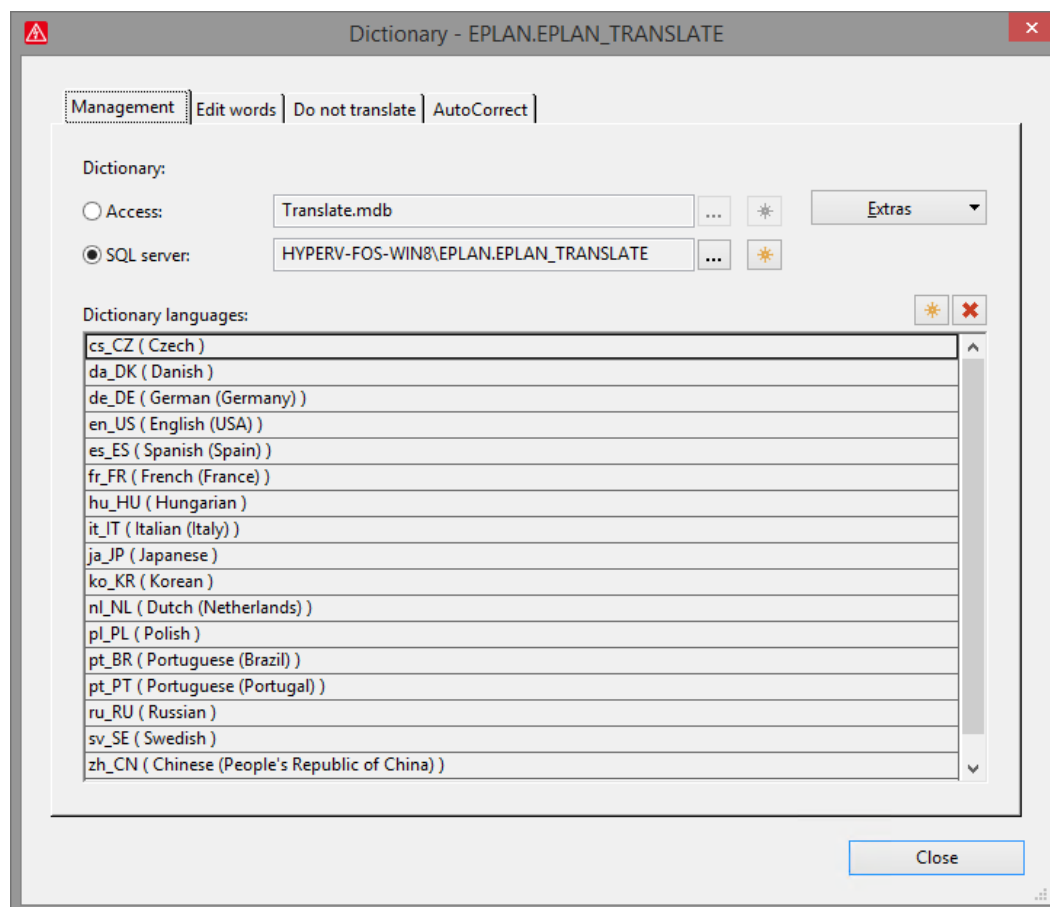 Dictionary - EPLAN.EPLAN_TRANSLATE
Management Edit words Do not translate AutoCorrect
Dictionary:
Access: Translate.mdb ... Extras
SQL server: HYPERV-FOS-WIN8\EPLAN.EPLAN_TRANSLATE ...
Dictionary languages:
cs_CZ ( Czech )
da_DK ( Danish )
de_DE ( German (Germany) )
en_US ( English (USA) )
es_ES ( Spanish (Spain) )
fr_FR ( French (France) )
hu_HU ( Hungarian )
it_IT ( Italian (Italy) )
ja_JP ( Japanese )
ko_KR ( Korean )
nl_NL ( Dutch (Netherlands) )
pl_PL ( Polish )
pt_BR ( Portuguese (Brazil) )
pt_PT ( Portuguese (Portugal) )
ru_RU ( Russian )
sv_SE ( Swedish )
zh_CN ( Chinese (People's Republic of China) )
Close